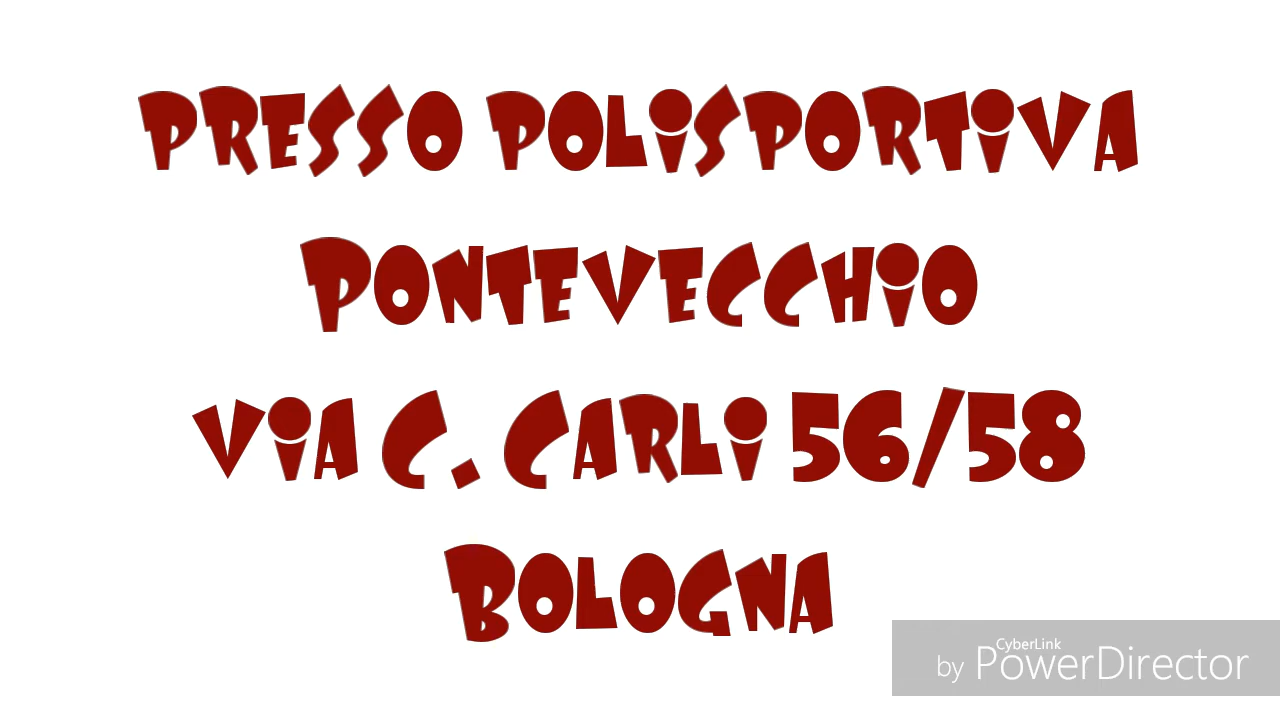 presso polisportiva
Pontevecchio
via C. Carli 56/58
Bologna
CyberLink
by PowerDirector